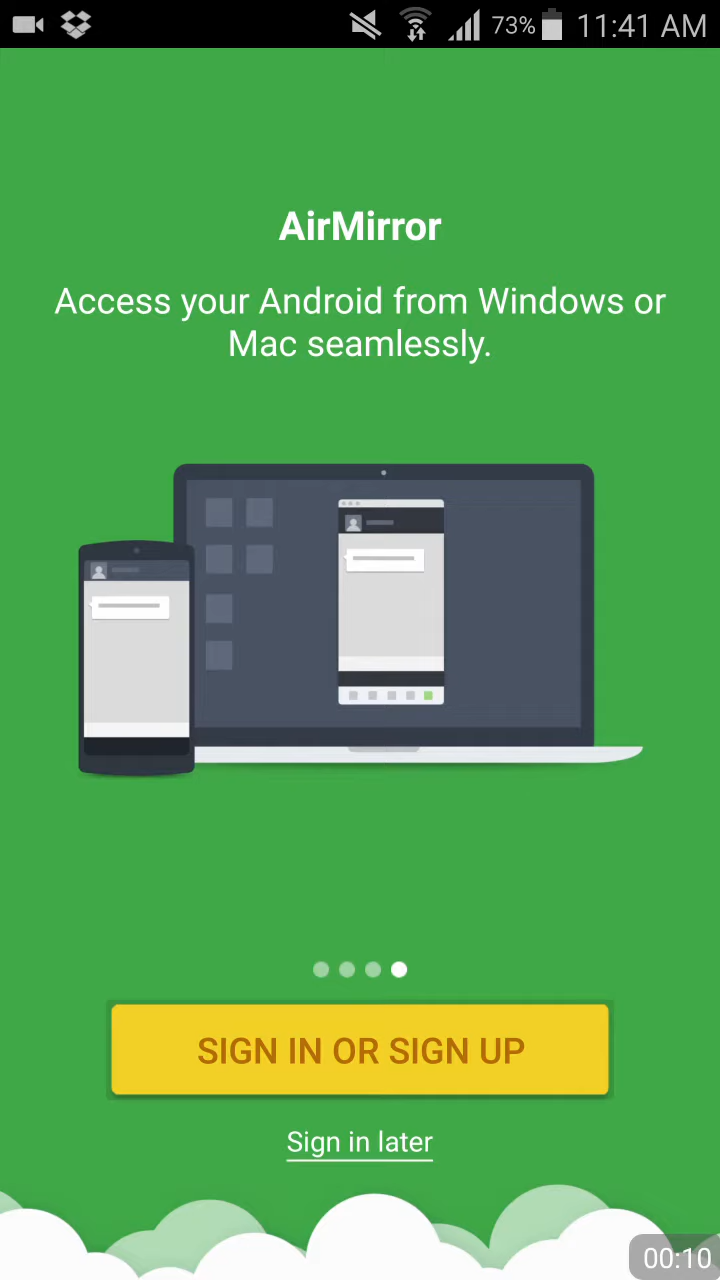 73% 11:41 AM
AirMirror
Access your Android from Windows or
Mac seamlessly.
SIGN IN OR SIGN UP
Sign in later
00:10